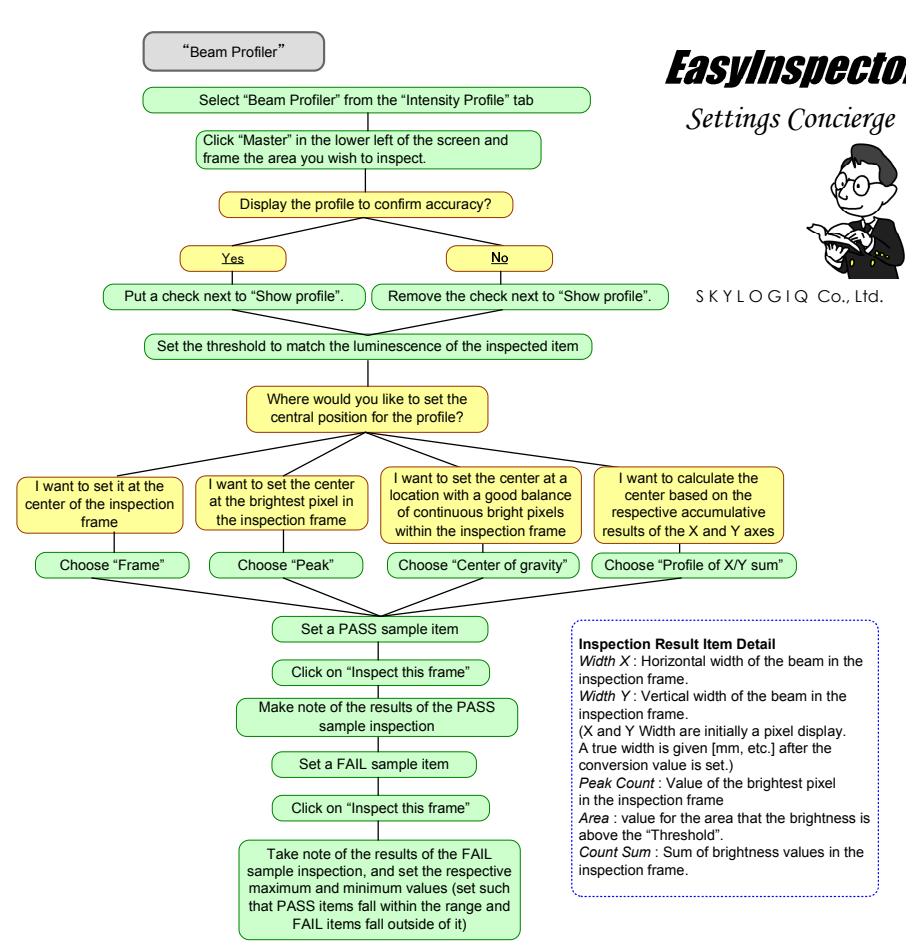 “Beam Profiler”
EasyInspector
Settings Concierge
SKYLOGIQ Co., Ltd.
Select “Beam Profiler” from the “Intensity Profile” tab
Click “Master” in the lower left of the screen and
frame the area you wish to inspect.
Display the profile to confirm accuracy?
Yes
No
Put a check next to “Show profile”.
Remove the check next to “Show profile”.
Set the threshold to match the luminescence of the inspected item
Where would you like to set the
central position for the profile?
I want to set it at the
center of the inspection
frame
I want to set the center
at the brightest pixel in
the inspection frame
I want to set the center at a
location with a good balance
of continuous bright pixels
within the inspection frame
I want to calculate the
center based on the
respective accumulative
results of the X and Y axes
Choose “Frame”
Choose “Peak”
Choose “Center of gravity”
Choose “Profile of X/Y sum”
Set a PASS sample item
Click on “Inspect this frame”
Make note of the results of the PASS
sample inspection
Set a FAIL sample item
Click on “Inspect this frame”
Take note of the results of the FAIL
sample inspection, and set the respective
maximum and minimum values (set such
that PASS items fall within the range and
FAIL items fall outside of it)
Inspection Result Item Detail
Width X : Horizontal width of the beam in the
inspection frame.
Width Y : Vertical width of the beam in the
inspection frame.
(X and Y Width are initially a pixel display.
A true width is given [mm, etc.] after the
conversion value is set.)
Peak Count : Value of the brightest pixel
in the inspection frame
Area : value for the area that the brightness is
above the “Threshold”.
Count Sum : Sum of brightness values in the
inspection frame.